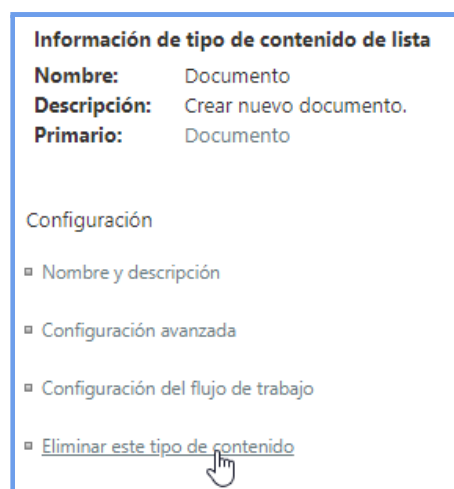 Información de tipo de contenido de lista
Nombre: Documento
Descripción: Crear nuevo documento.
Primario: Documento
Configuración
Nombre y descripción
Configuración avanzada
Configuración del flujo de trabajo
Eliminar este tipo de contenido